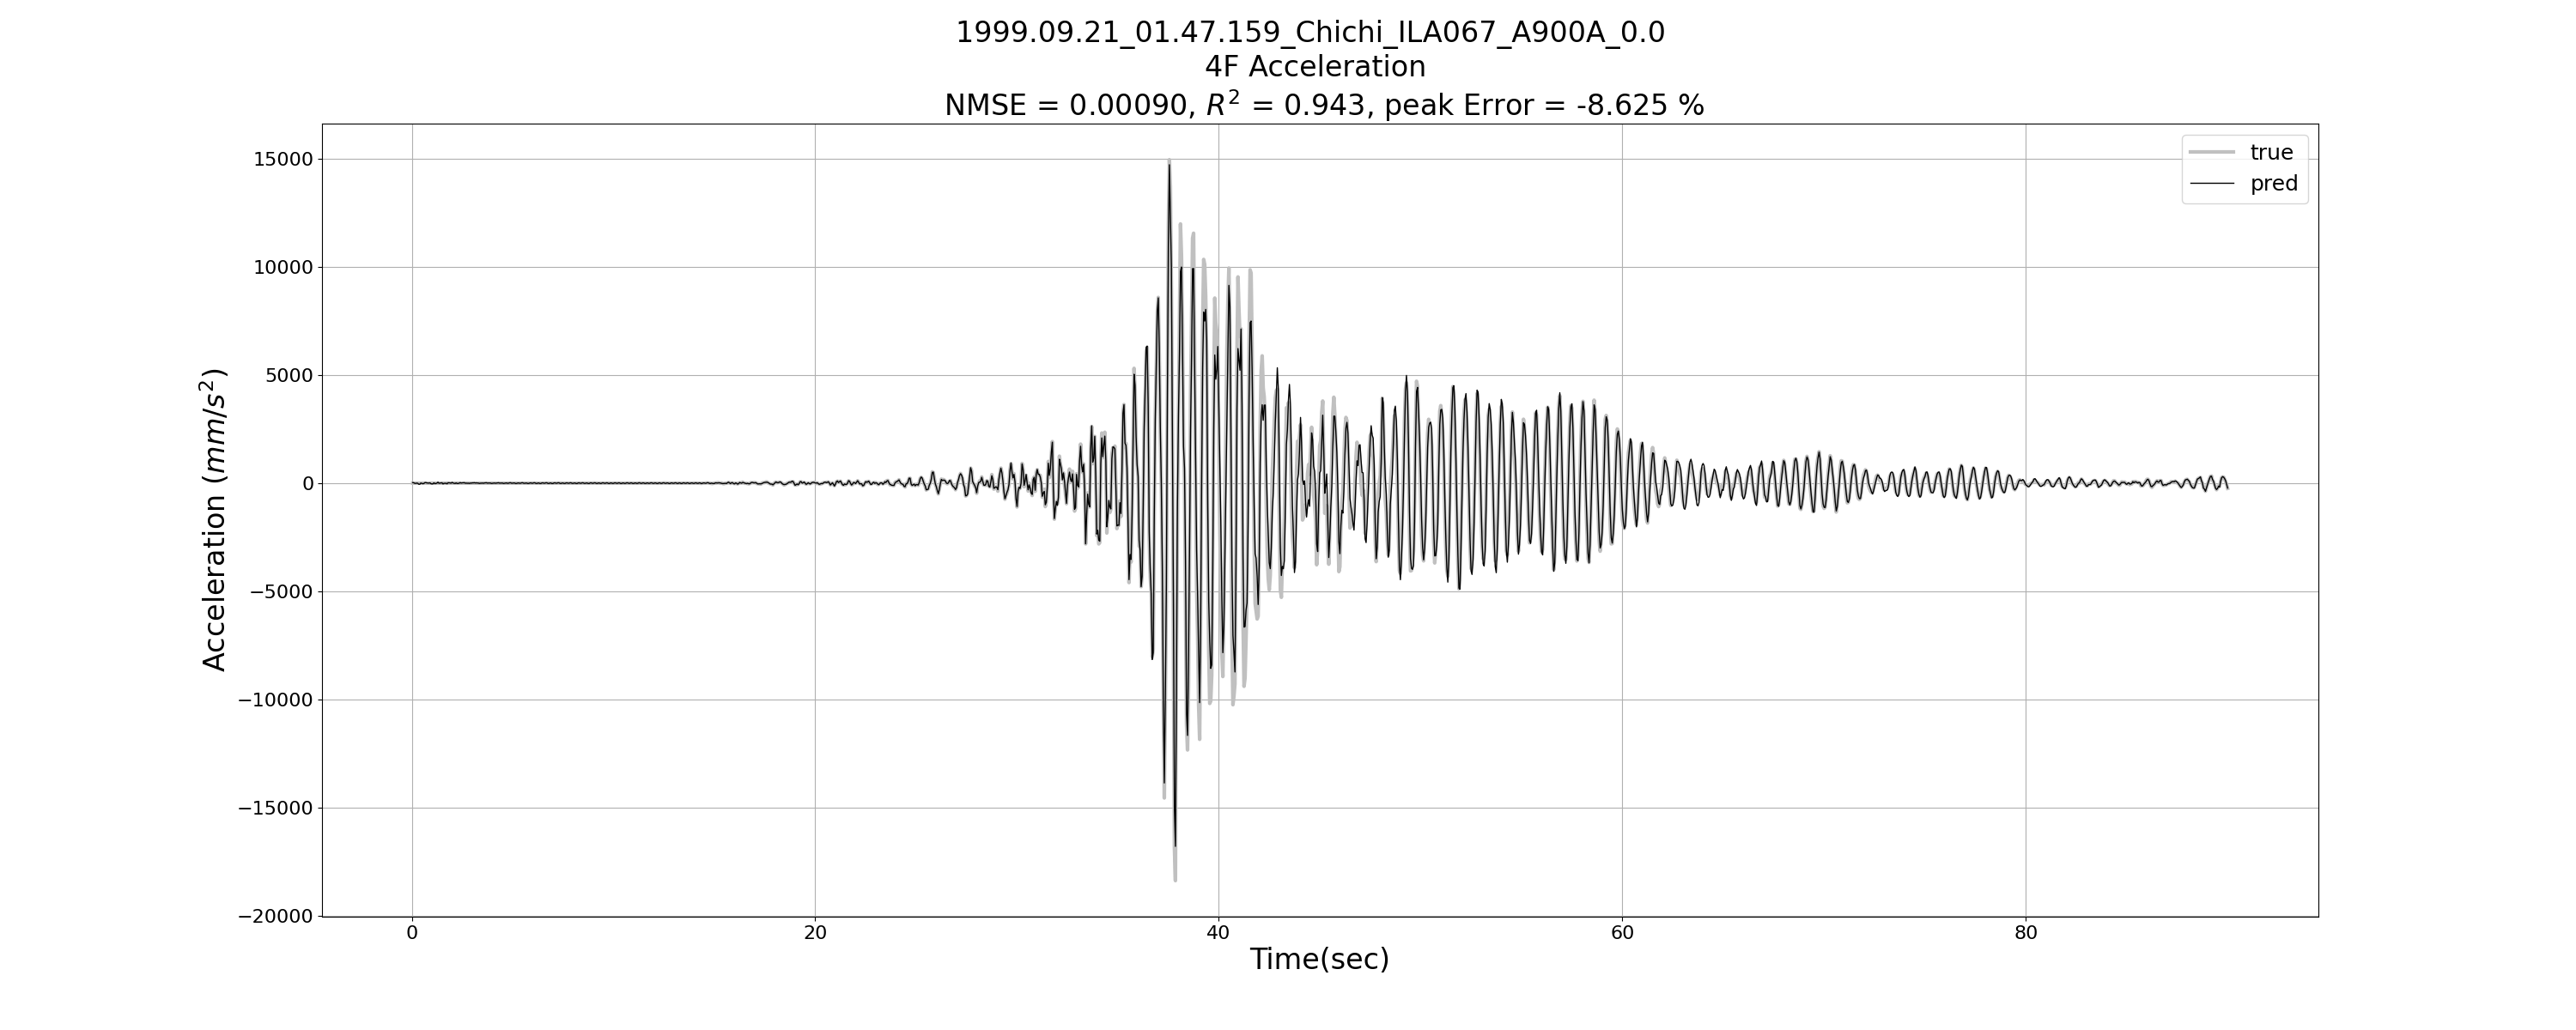 1999.09.21_01.47.159_Chichi_ILA067_A900A_0.0
4F Acceleration
NMSE = 0.00090, R² = 0.943, peak Error = -8.625 %
true
pred
15000
10000
5000
0
−5000
−10000
−15000
−20000
Acceleration (mm/s²)
0 20 40 60 80
Time(sec)